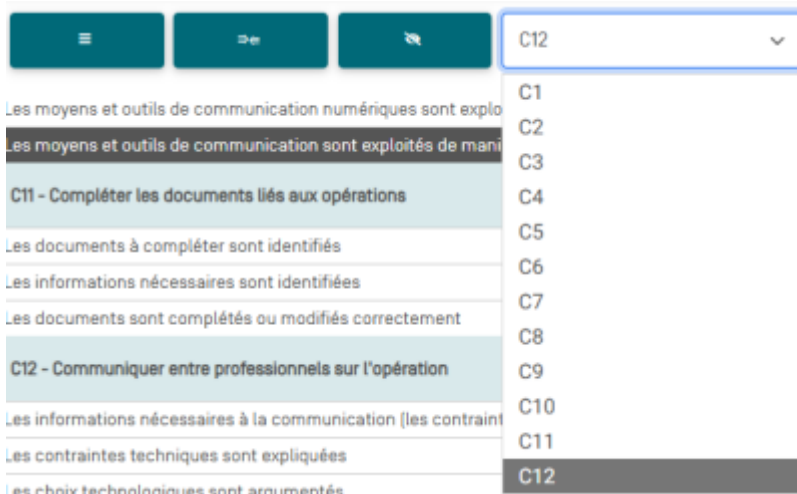 C12
Les moyens et outils de communication numériques sont explo
Les moyens et outils de communication sont exploités de mani
C11 - Compléter les documents liés aux opérations
Les documents à compléter sont identifiés
Les informations nécessaires sont identifiées
Les documents sont complétés ou modifiés correctement
C12 - Communiquer entre professionnels sur l'opération
Les informations nécessaires à la communication (les contraint
Les contraintes techniques sont expliquées
Les choix technologiques sont argumentés
C1
C2
C3
C4
C5
C6
C7
C8
C9
C10
C11
C12